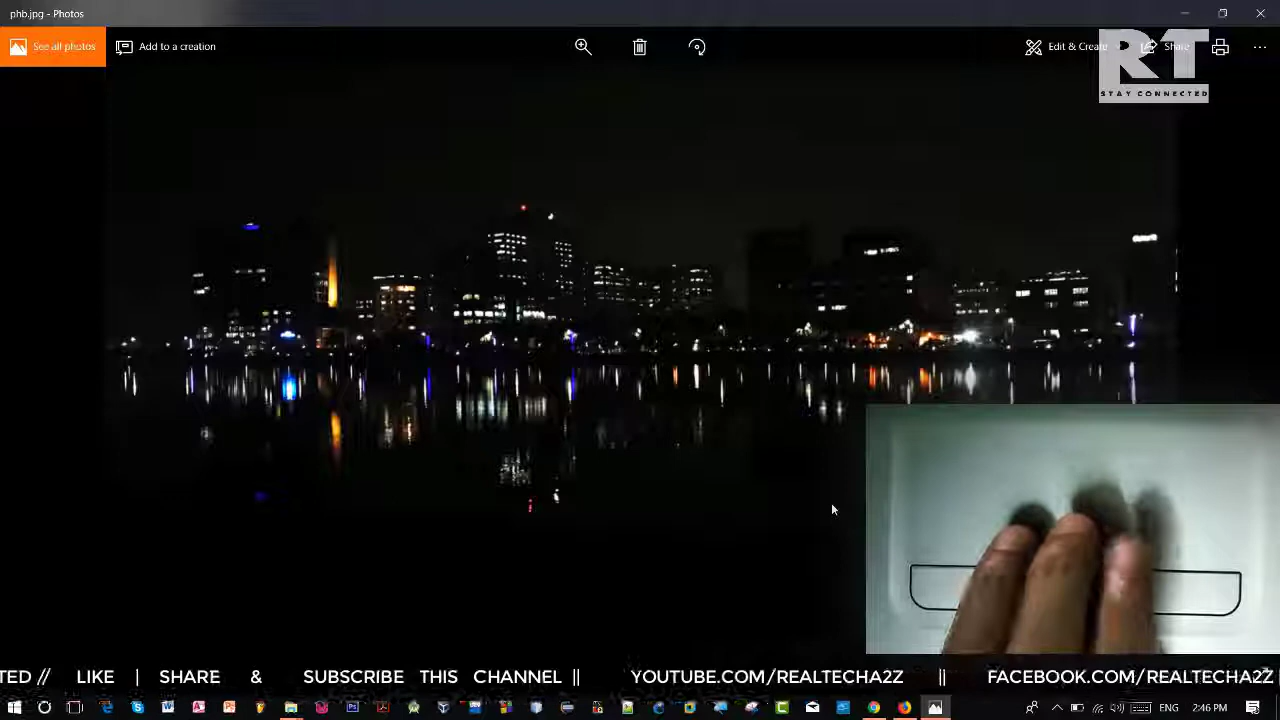 phb.jpg - Photos
See all photos
Add to a creation
Edit & Create
Share
RT
STAY CONNECTED
TED // LIKE | SHARE & SUBSCRIBE THIS CHANNEL || YOUTUBE.COM/REALTECHA2Z || FACEBOOK.COM/REALTECHA2Z
ENG
2:46 PM